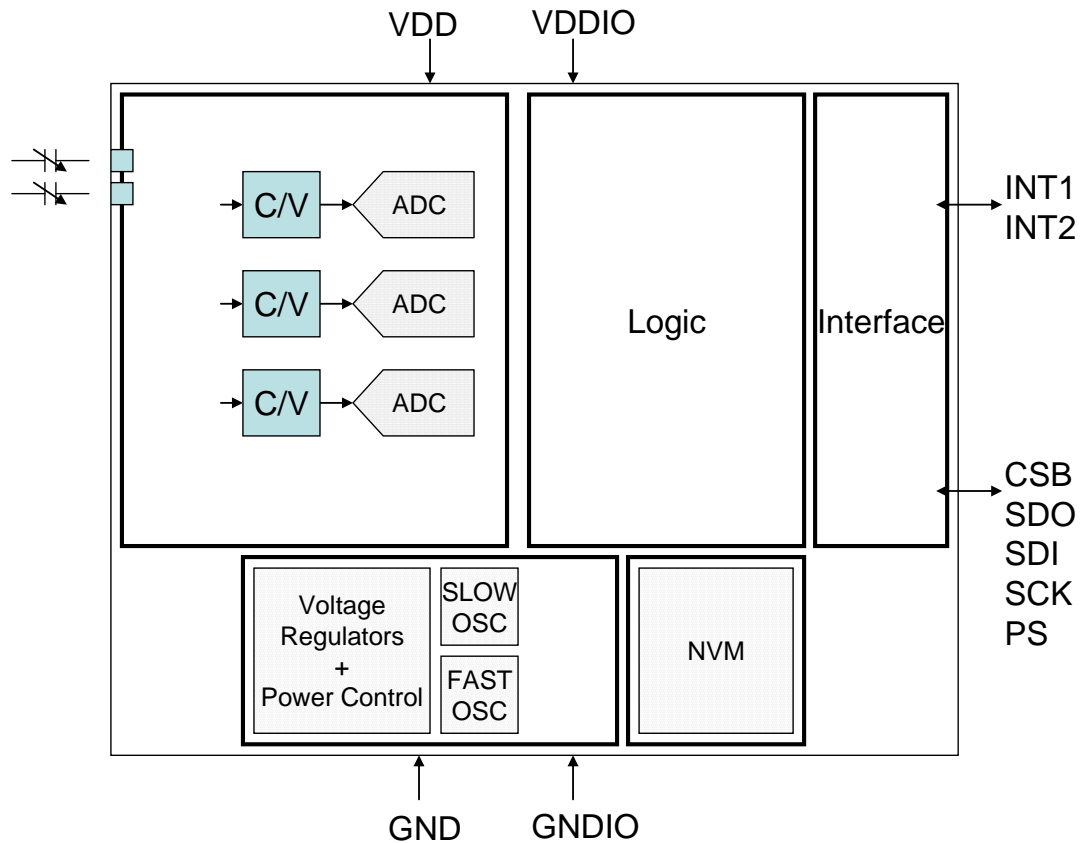 VDD
VDDIO
C/V
ADC
C/V
ADC
C/V
ADC
Logic
Interface
INT1
INT2
CSB
SDO
SDI
SCK
PS
Voltage
Regulators
+
Power Control
SLOW
OSC
FAST
OSC
NVM
GND
GNDIO